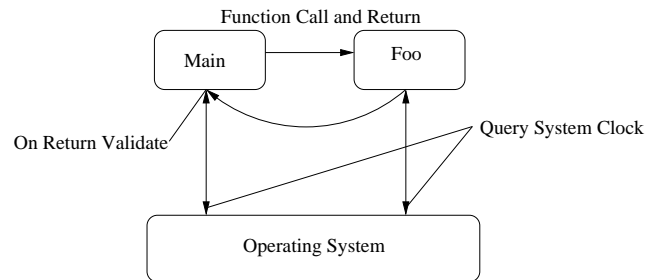 Function Call and Return
Main
Foo
On Return Validate
Query System Clock
Operating System